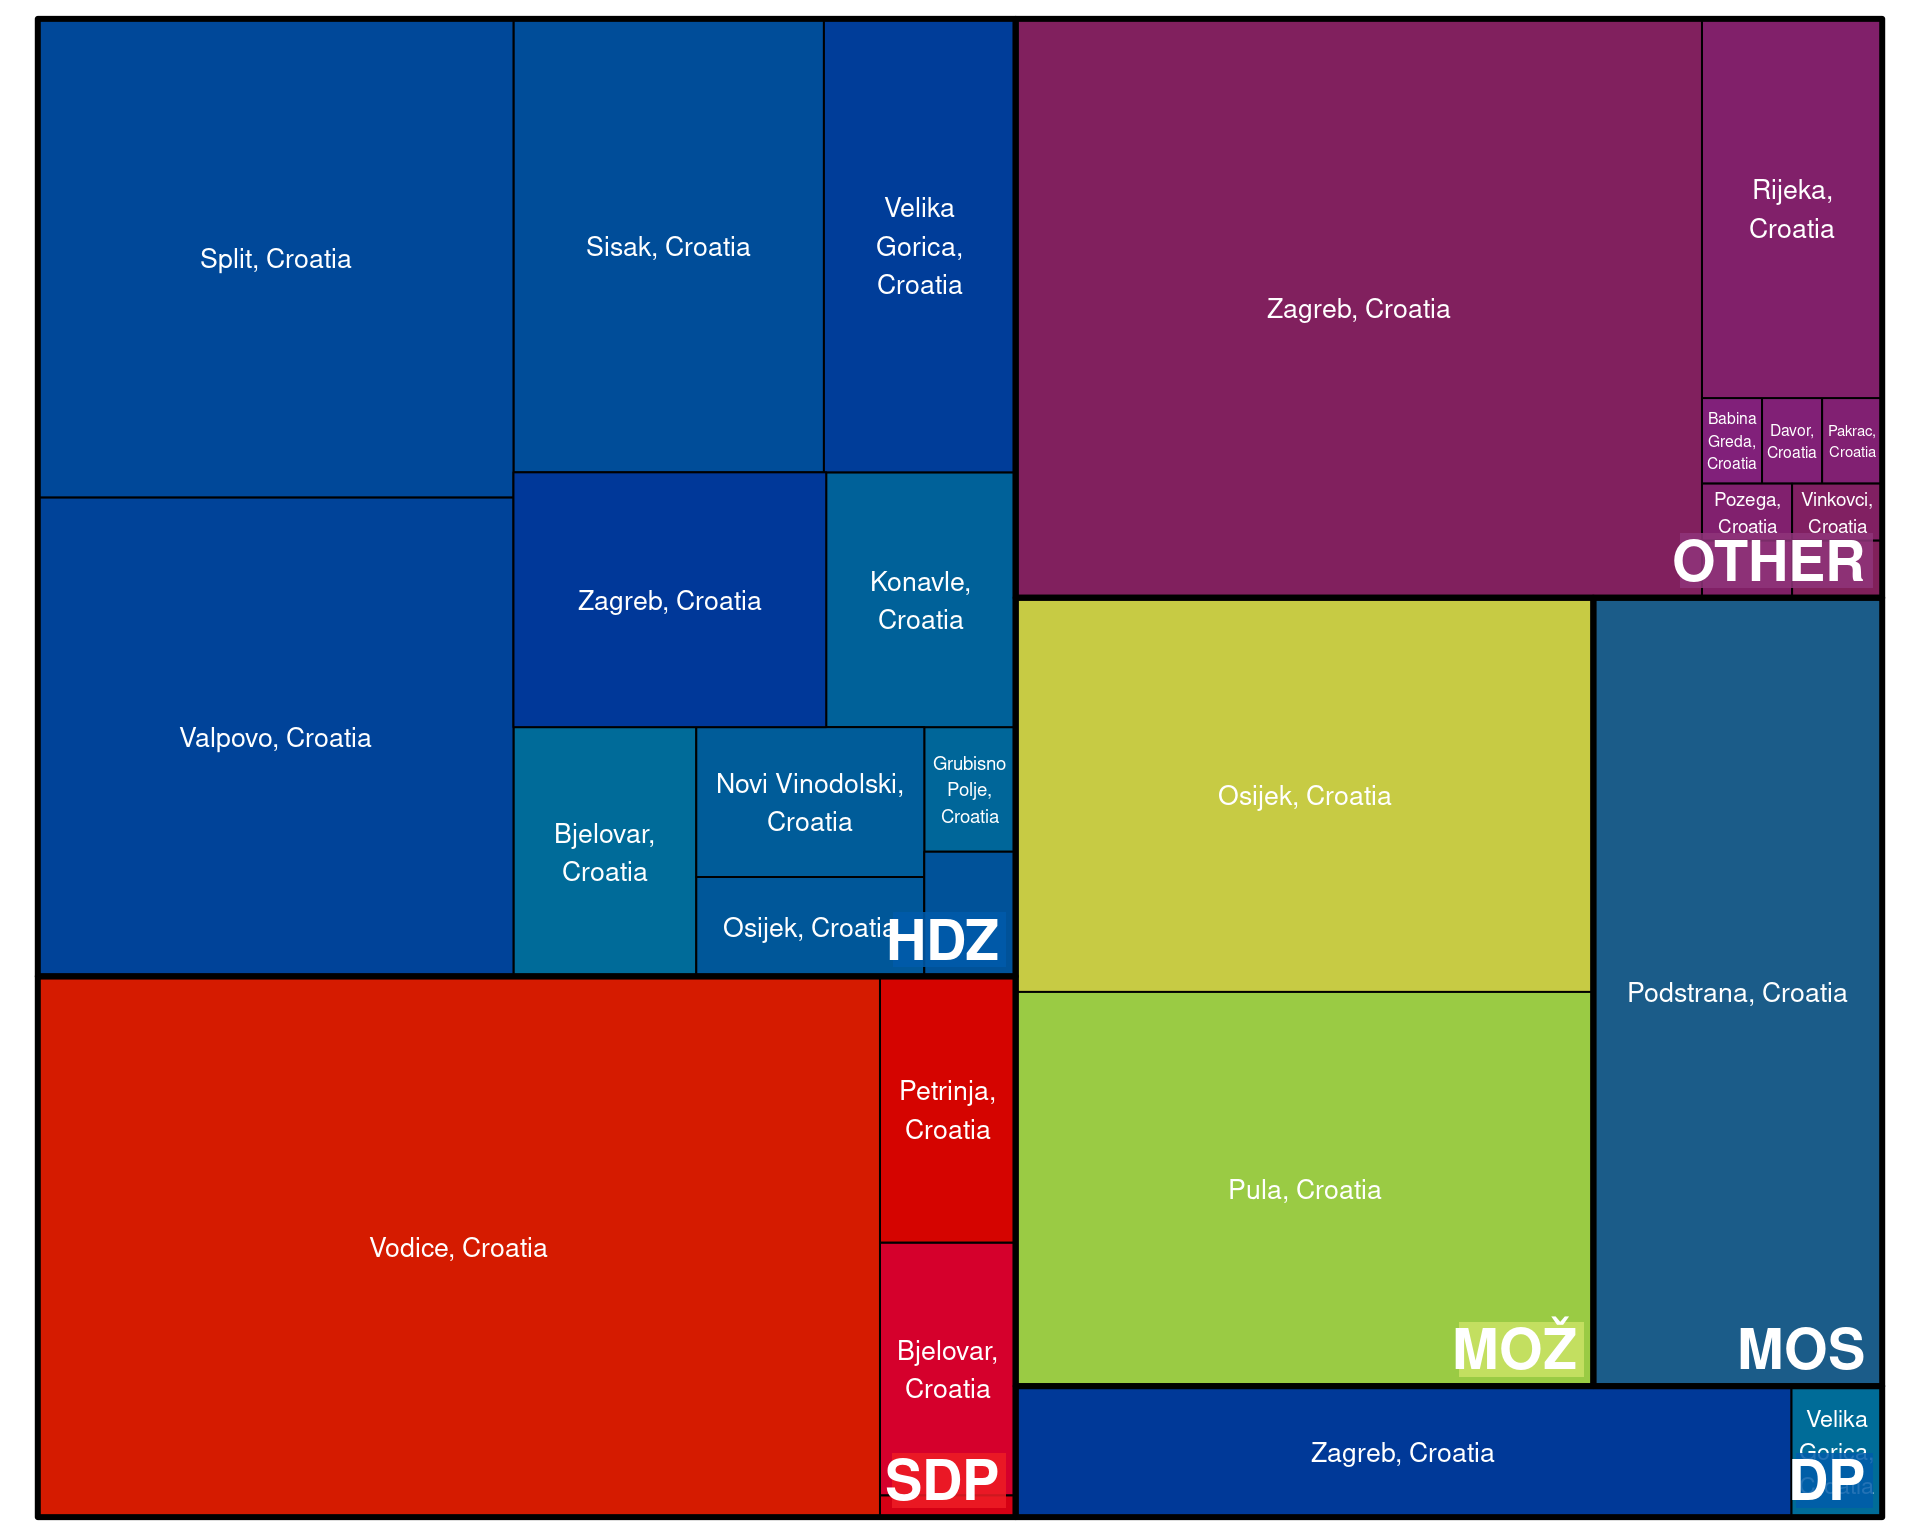 Split, Croatia
Sisak, Croatia
Velika
Gorica,
Croatia
Valpovo, Croatia
Zagreb, Croatia
Konavle,
Croatia
Bjelovar,
Croatia
Novi Vinodolski,
Croatia
Grubisno
Polje,
Croatia
Osijek, Croatia
HDZ
Vodice, Croatia
Petrinja,
Croatia
Bjelovar,
Croatia
SDP
Zagreb, Croatia
Rijeka,
Croatia
Babina
Greda,
Croatia
Davor,
Croatia
Pakrac,
Croatia
Pozega,
Croatia
Vinkovci,
Croatia
OTHER
Osijek, Croatia
Pula, Croatia
MOŽ
Podstrana, Croatia
MOS
Zagreb, Croatia
Velika
Gorica,
Croatia
DP